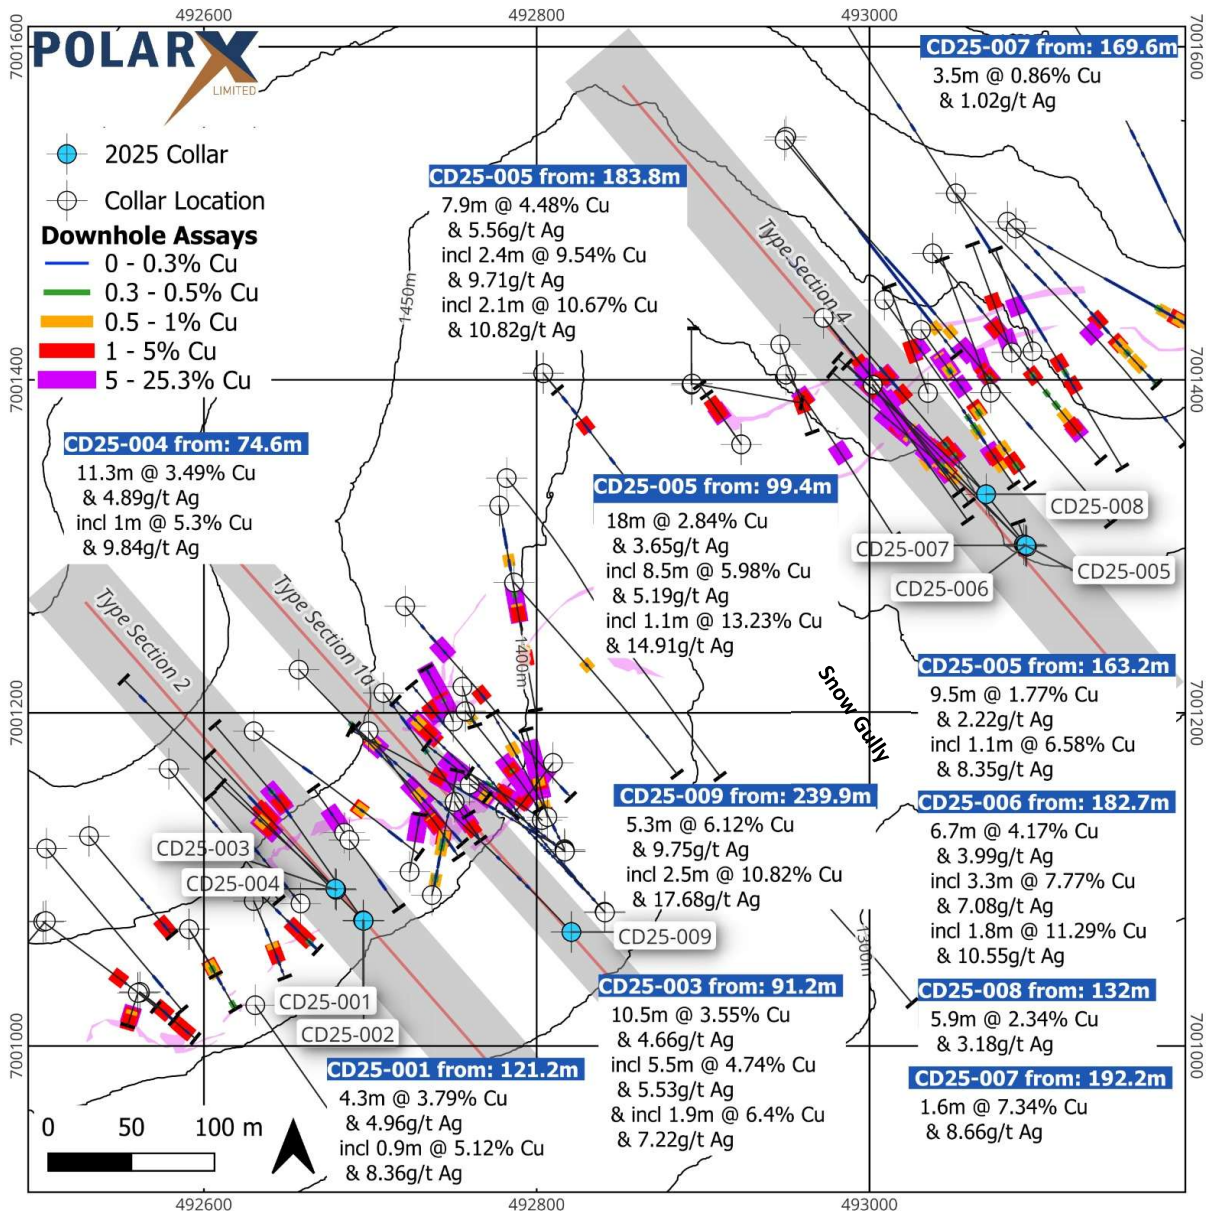 492600
492800
493000
7001600
7001600
POLARX
LIMITED
2025 Collar
Collar Location
Downhole Assays
0 - 0.3% Cu
0.3 - 0.5% Cu
0.5 - 1% Cu
1 - 5% Cu
5 - 25.3% Cu
CD25-007 from: 169.6m
3.5m @ 0.86% Cu
& 1.02g/t Ag
CD25-005 from: 183.8m
7.9m @ 4.48% Cu
& 5.56g/t Ag
incl 2.4m @ 9.54% Cu
& 9.71g/t Ag
incl 2.1m @ 10.67% Cu
& 10.82g/t Ag
Type Section 4
1450m
7001400
7001400
CD25-004 from: 74.6m
11.3m @ 3.49% Cu
& 4.89g/t Ag
incl 1m @ 5.3% Cu
& 9.84g/t Ag
CD25-005 from: 99.4m
18m @ 2.84% Cu
& 3.65g/t Ag
incl 8.5m @ 5.98% Cu
& 5.19g/t Ag
incl 1.1m @ 13.23% Cu
& 14.91g/t Ag
CD25-008
CD25-007
CD25-005
CD25-006
Type Section 2
Type Section 1a
1400m
Snow Gully
7001200
7001200
CD25-005 from: 163.2m
9.5m @ 1.77% Cu
& 2.22g/t Ag
incl 1.1m @ 6.58% Cu
& 8.35g/t Ag
CD25-009 from: 239.9m
5.3m @ 6.12% Cu
& 9.75g/t Ag
incl 2.5m @ 10.82% Cu
& 17.68g/t Ag
CD25-006 from: 182.7m
6.7m @ 4.17% Cu
& 3.99g/t Ag
incl 3.3m @ 7.77% Cu
& 7.08g/t Ag
incl 1.8m @ 11.29% Cu
& 10.55g/t Ag
CD25-003
CD25-004
CD25-009
1300m
CD25-001
CD25-002
CD25-003 from: 91.2m
10.5m @ 3.55% Cu
& 4.66g/t Ag
incl 5.5m @ 4.74% Cu
& 5.53g/t Ag
& incl 1.9m @ 6.4% Cu
& 7.22g/t Ag
CD25-008 from: 132m
5.9m @ 2.34% Cu
& 3.18g/t Ag
7001000
7001000
CD25-001 from: 121.2m
4.3m @ 3.79% Cu
& 4.96g/t Ag
incl 0.9m @ 5.12% Cu
& 8.36g/t Ag
CD25-007 from: 192.2m
1.6m @ 7.34% Cu
& 8.66g/t Ag
0 50 100 m
492600
492800
493000